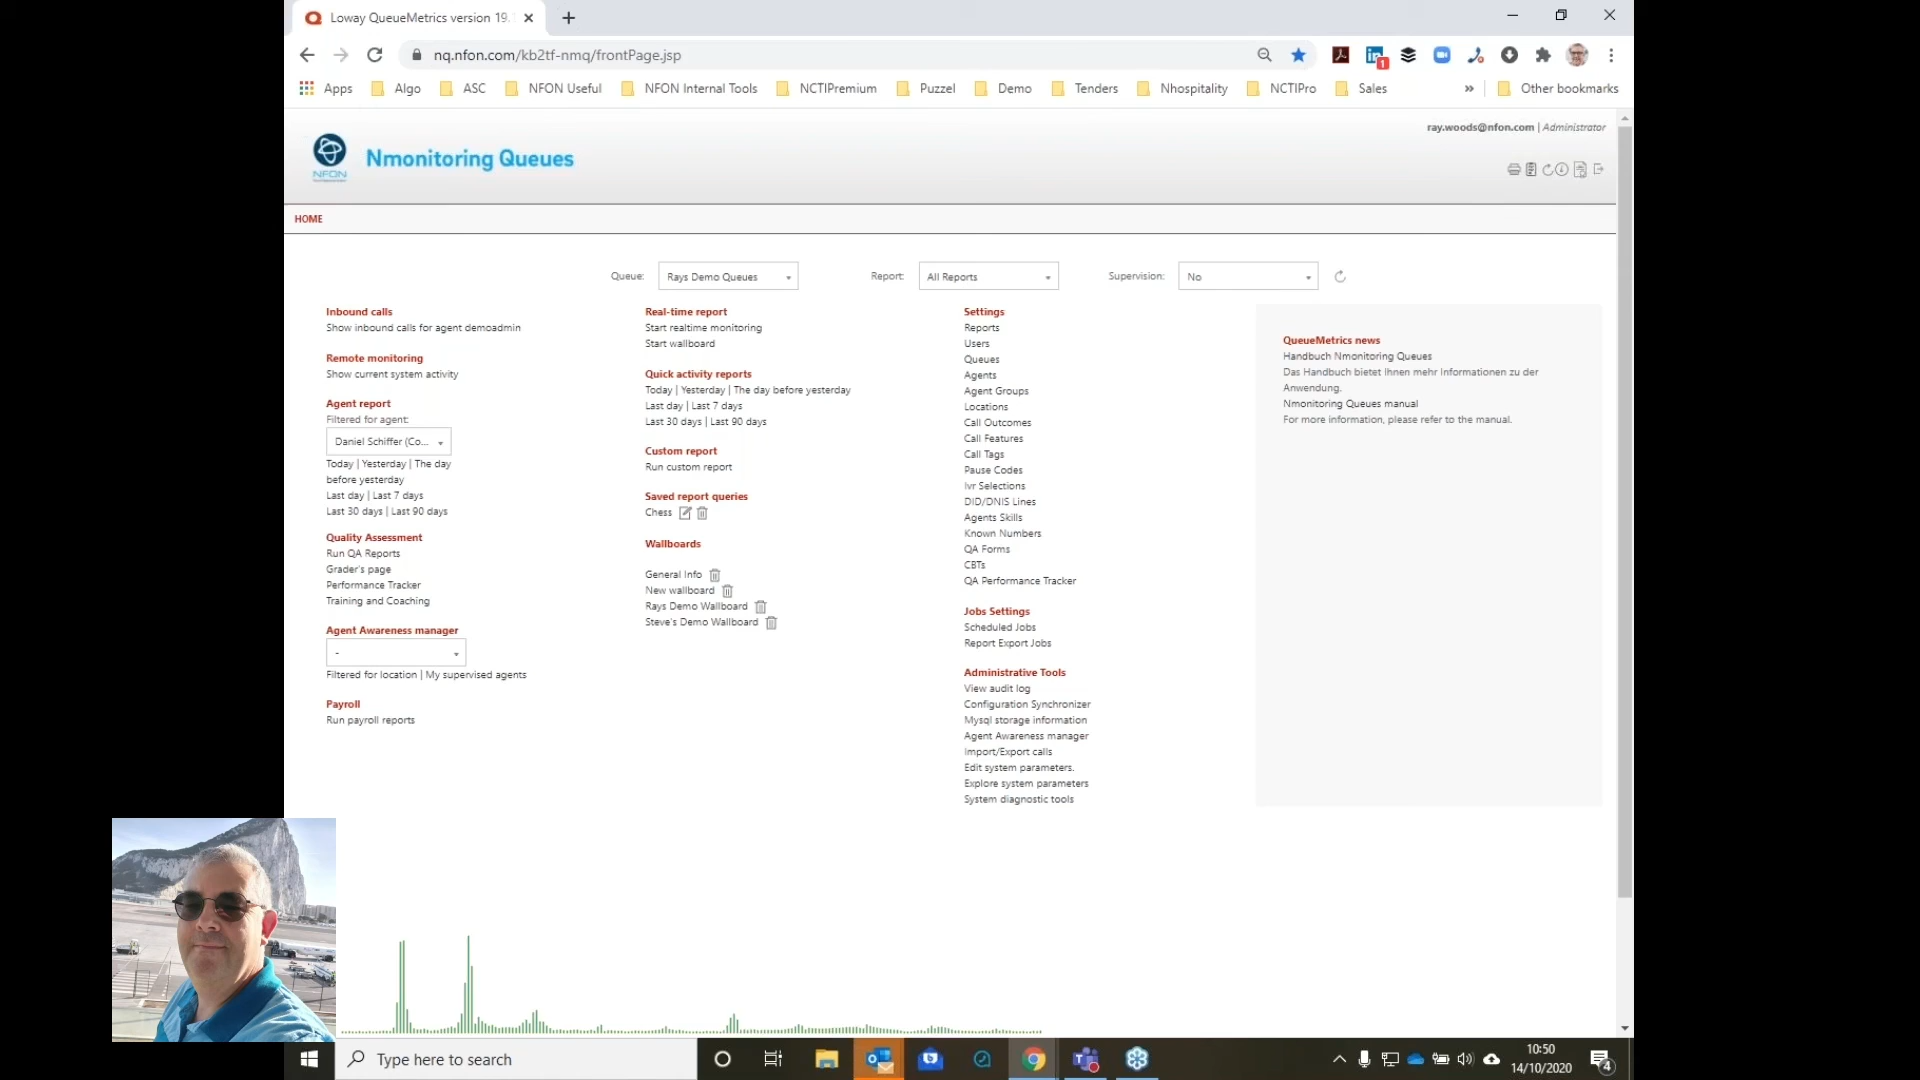 Loway QueueMetrics version 19.
nq.nfon.com/kb2tf-nmq/frontPage.jsp
1
Apps Algo ASC NFON Useful NFON Internal Tools NCTIPremium Puzzel Demo Tenders Nhospitality NCTIPro Sales » Other bookmarks
ray.woods@nfon.com | Administrator
NFON
Nmonitoring Queues
HOME
Queue: Rays Demo Queues Report: All Reports Supervision: No
Inbound calls
Show inbound calls for agent demoadmin
Remote monitoring
Show current system activity
Agent report
Filtered for agent:
Daniel Schiffer (Co...
Today | Yesterday | The day
before yesterday
Last day | Last 7 days
Last 30 days | Last 90 days
Quality Assessment
Run QA Reports
Grader's page
Performance Tracker
Training and Coaching
Agent Awareness manager
-
Filtered for location | My supervised agents
Payroll
Run payroll reports
Real-time report
Start realtime monitoring
Start wallboard
Quick activity reports
Today | Yesterday | The day before yesterday
Last day | Last 7 days
Last 30 days | Last 90 days
Custom report
Run custom report
Saved report queries
Chess
Wallboards
General Info
New wallboard
Rays Demo Wallboard
Steve's Demo Wallboard
Settings
Reports
Users
Queues
Agents
Agent Groups
Locations
Call Outcomes
Call Features
Call Tags
Pause Codes
Ivr Selections
DID/DNIS Lines
Agents Skills
Known Numbers
QA Forms
CBTs
QA Performance Tracker
Jobs Settings
Scheduled Jobs
Report Export Jobs
Administrative Tools
View audit log
Configuration Synchronizer
Mysql storage information
Agent Awareness manager
Import/Export calls
Edit system parameters.
Explore system parameters
System diagnostic tools
QueueMetrics news
Handbuch Nmonitoring Queues
Das Handbuch bietet Ihnen mehr Informationen zu der
Anwendung.
Nmonitoring Queues manual
For more information, please refer to the manual.
Type here to search
10:50
14/10/2020
4